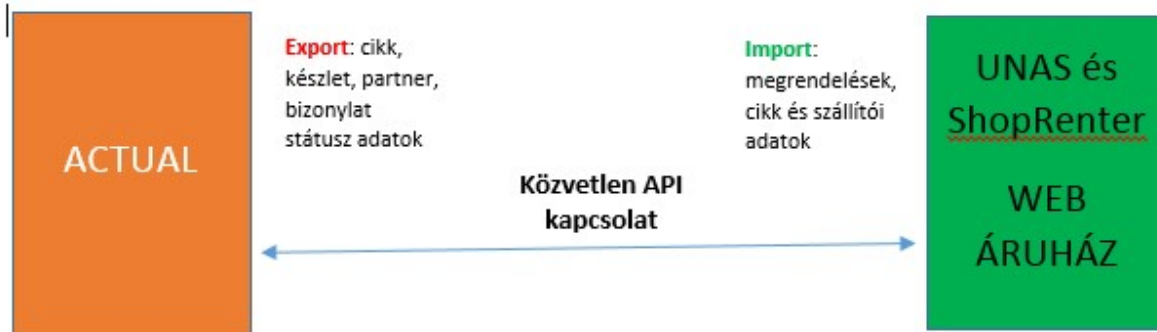 ACTUAL
Export: cikk,
készlet, partner,
bizonylat
státusz adatok
Import:
megrendelések,
cikk és szállítói
adatok
Közvetlen API
kapcsolat
UNAS és
ShopRenter
WEB
ÁRUHÁZ